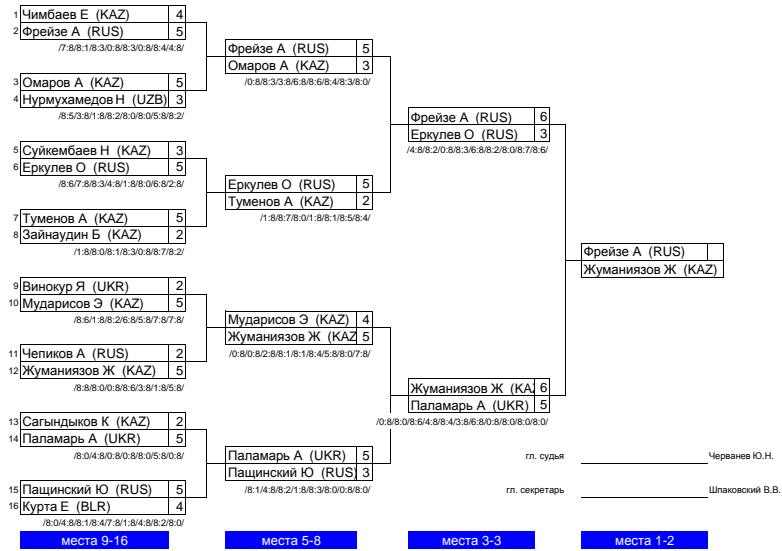 1 Чимбаев Е (KAZ) 4
2 Фрейзе А (RUS) 5
/7:8/8:1/8:3/0:8/8:3/0:8/8:4/4:8/
3 Омаров А (KAZ) 5
4 Нурмухамедов Н (UZB) 3
/8:5/3:8/1:8/8:2/8:0/8:0/5:8/8:2/
5 Суйкембаев Н (KAZ) 3
6 Еркулев О (RUS) 5
/8:6/7:8/8:3/4:8/1:8/8:0/6:8/2:8/
7 Туменов А (KAZ) 5
8 Зайнаудин Б (KAZ) 2
/1:8/8:0/8:1/8:3/0:8/8:7/8:2/
9 Винокур Я (UKR) 2
10 Мударисов Э (KAZ) 5
/8:6/1:8/8:2/6:8/5:8/7:8/7:8/
11 Чепиков А (RUS) 2
12 Жуманиязов Ж (KAZ) 5
/8:8/8:0/0:8/8:6/3:8/1:8/5:8/
13 Сагындыков К (KAZ) 2
14 Паламарь А (UKR) 5
/8:0/4:8/0:8/0:8/8:0/5:8/0:8/
15 Пащинский Ю (RUS) 5
16 Курта Е (BLR) 4
/8:0/4:8/8:1/8:4/7:8/1:8/4:8/8:2/8:0/
места 9-16
Фрейзе А (RUS) 5
Омаров А (KAZ) 3
/0:8/8:3/3:8/6:8/8:6/8:4/8:3/8:0/
Еркулев О (RUS) 5
Туменов А (KAZ) 2
/1:8/8:7/8:0/1:8/8:1/8:5/8:4/
Мударисов Э (KAZ) 4
Жуманиязов Ж (KAZ 5
/0:8/0:8/2:8/8:1/8:1/8:4/5:8/8:0/7:8/
Паламарь А (UKR) 5
Пащинский Ю (RUS) 3
/8:1/4:8/8:2/1:8/8:3/8:0/0:8/8:0/
места 5-8
Фрейзе А (RUS) 6
Еркулев О (RUS) 3
/4:8/8:2/0:8/8:3/6:8/8:2/8:0/8:7/8:6/
Жуманиязов Ж (KAZ 6
Паламарь А (UKR) 5
/0:8/8:0/8:6/4:8/8:4/3:8/6:8/0:8/8:0/8:0/8:0/
места 3-3
Фрейзе А (RUS)
Жуманиязов Ж (KAZ)
гл. судья Черванев Ю.Н.
гл. секретарь Шпаковский В.В.
места 1-2